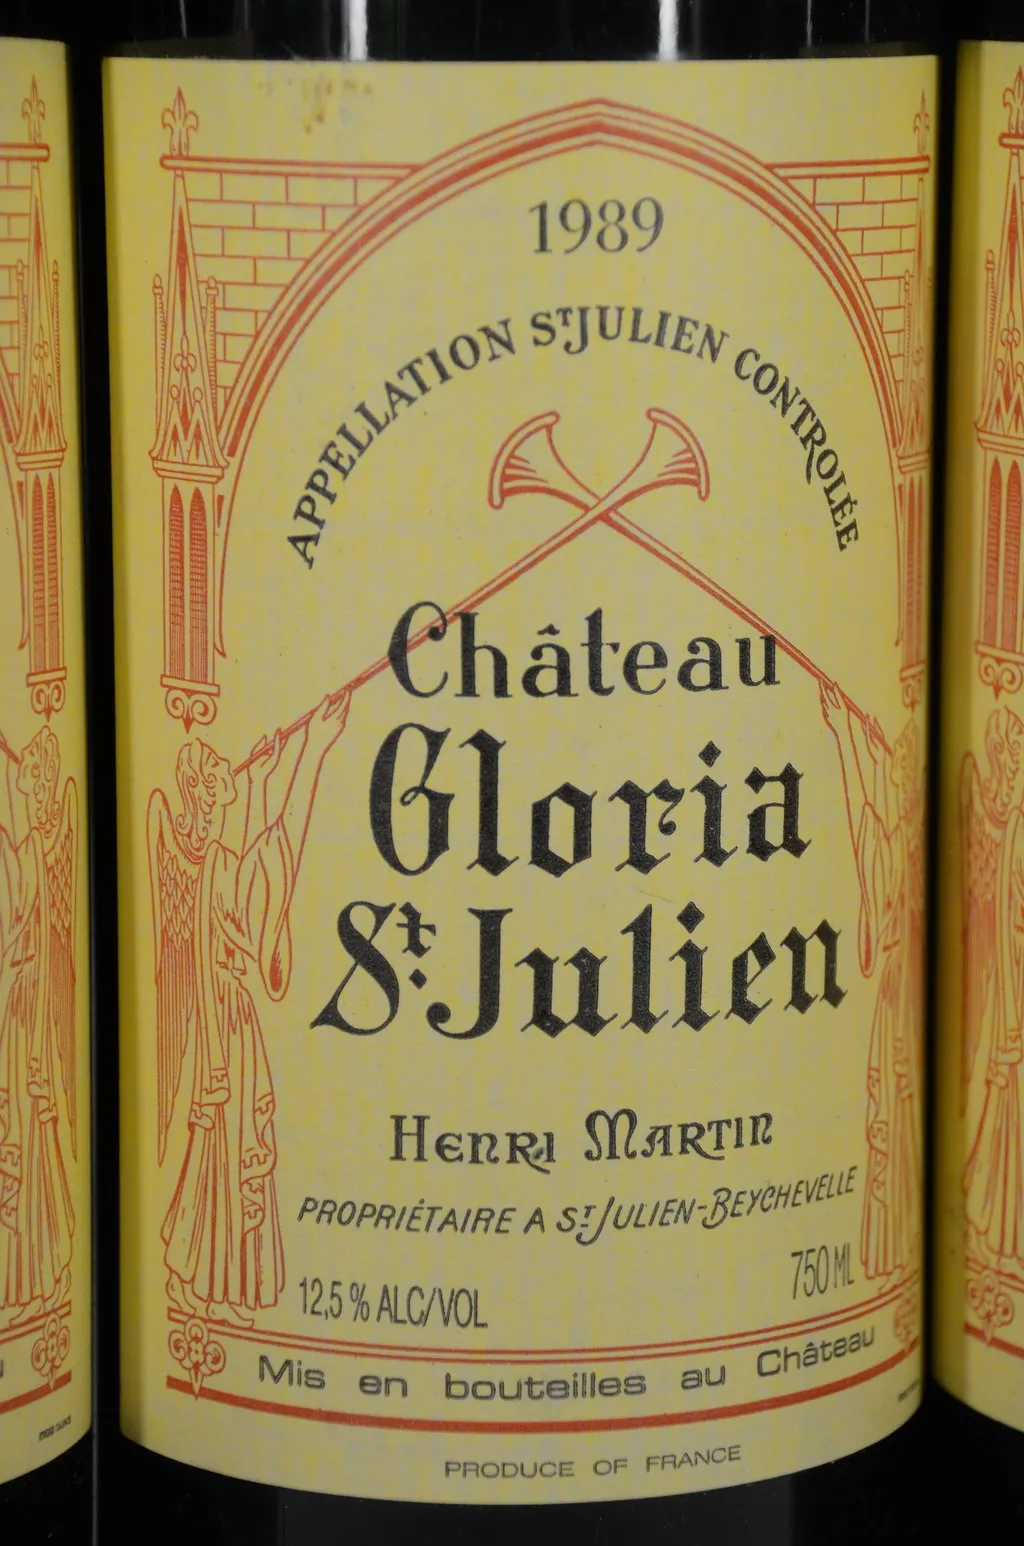 1989
APPELLATION ST JULIEN CONTROLÉE
Château
Gloria
St. Julien
HENRI MARTIN
PROPRIÉTAIRE A ST JULIEN-BEYCHEVELLE
12,5 % ALC/VOL
750 ML
Mis en bouteilles au Château
PRODUCE OF FRANCE